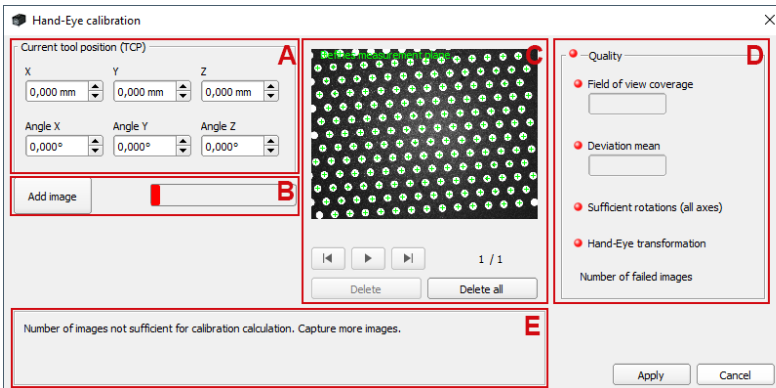 Hand-Eye calibration
Current tool position (TCP)
A
X Y Z
0,000 mm 0,000 mm 0,000 mm
Angle X Angle Y Angle Z
0,000° 0,000° 0,000°
Add image
B
Defines measurement plane
C
1 / 1
Delete Delete all
Quality
D
Field of view coverage
Deviation mean
Sufficient rotations (all axes)
Hand-Eye transformation
Number of failed images
Number of images not sufficient for calibration calculation. Capture more images.
E
Apply Cancel